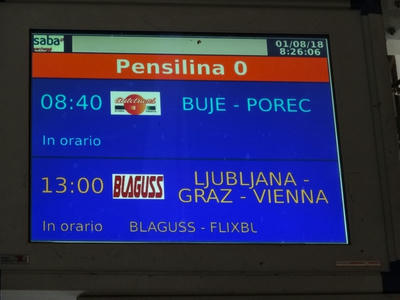 saba
01/08/18
8:26:06
Pensilina 0
08:40 BUJE - POREC
In orario
13:00 BLAGUSS LJUBLJANA -
GRAZ - VIENNA
In orario BLAGUSS - FLIXBU